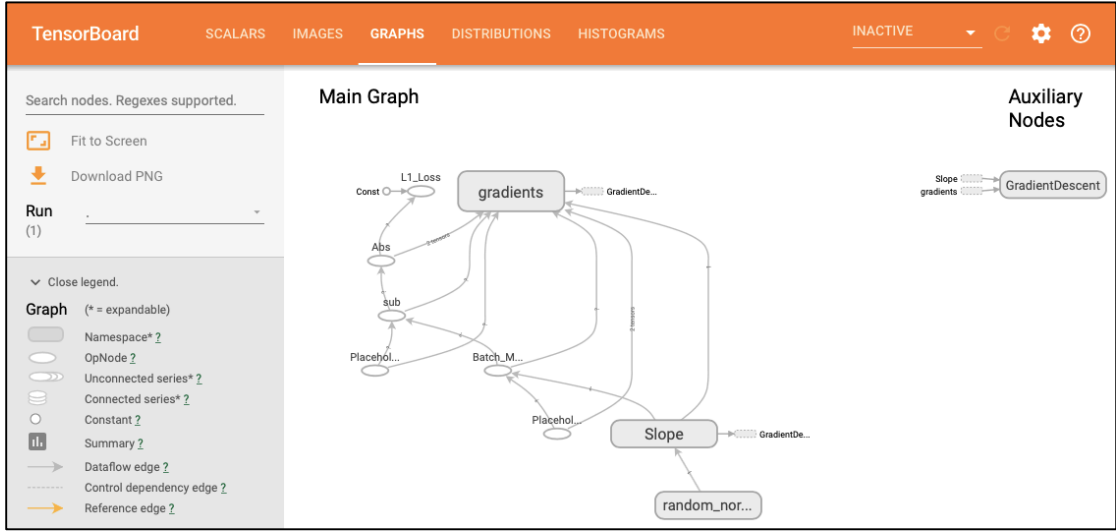 TensorBoard SCALARS IMAGES GRAPHS DISTRIBUTIONS HISTOGRAMS INACTIVE
Search nodes. Regexes supported.
Fit to Screen
Download PNG
Run .
(1)
Close legend.
Graph (* = expandable)
Namespace* ?
OpNode ?
Unconnected series* ?
Connected series* ?
Constant ?
Summary ?
Dataflow edge ?
Control dependency edge ?
Reference edge ?
Main Graph
Auxiliary
Nodes
L1_Loss
Const
gradients
GradientDe...
Abs
2 tensors
sub
2 tensors
Placehol...
Batch_M...
Placehol...
Slope
GradientDe...
random_nor...
Slope
gradients
GradientDescent